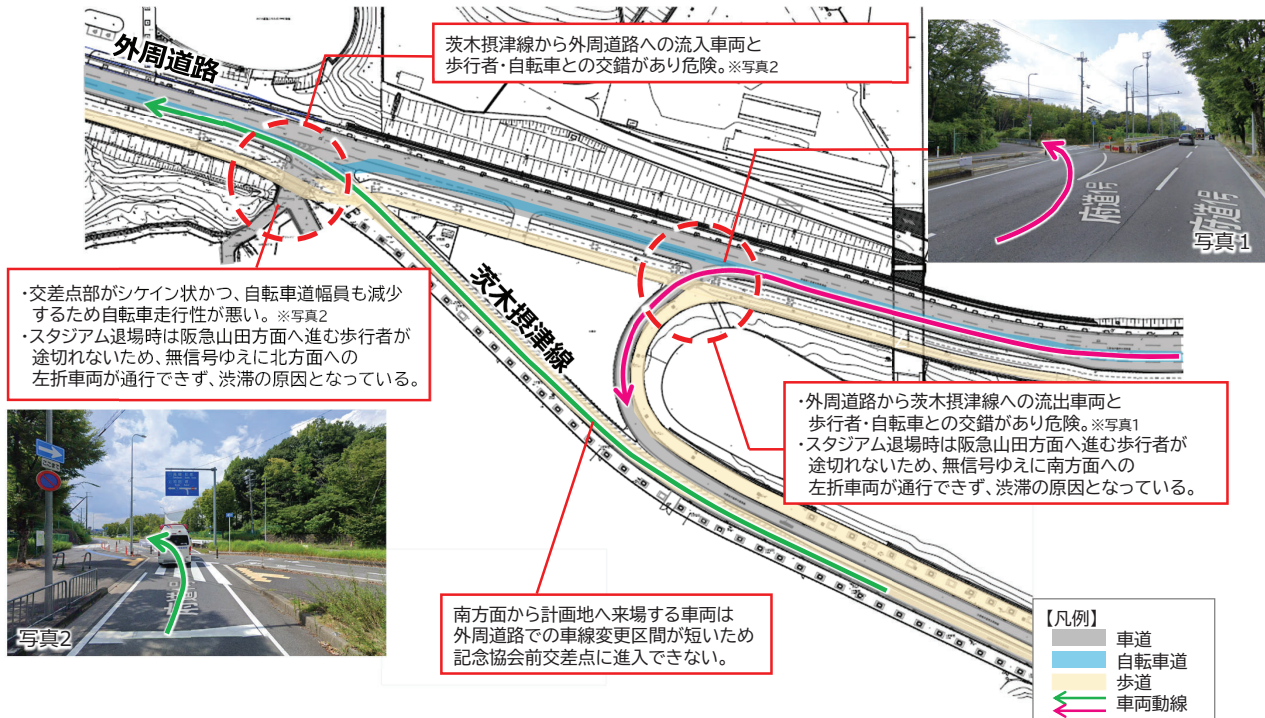 外周道路
茨木摂津線から外周道路への流入車両と
歩行者・自転車との交錯があり危険。※写真2
府道1号
府道1号
写真1
・交差点部がシケイン状かつ、自転車道幅員も減少
するため自転車走行性が悪い。※写真2
・スタジアム退場時は阪急山田方面へ進む歩行者が
途切れないため、無信号ゆえに北方面への
左折車両が通行できず、渋滞の原因となっている。
茨木摂津線
・外周道路から茨木摂津線への流出車両と
歩行者・自転車との交錯があり危険。※写真1
・スタジアム退場時は阪急山田方面へ進む歩行者が
途切れないため、無信号ゆえに南方面への
左折車両が通行できず、渋滞の原因となっている。
写真2
南方面から計画地へ来場する車両は
外周道路での車線変更区間が短いため
記念協会前交差点に進入できない。
【凡例】
車道
自転車道
歩道
車両動線